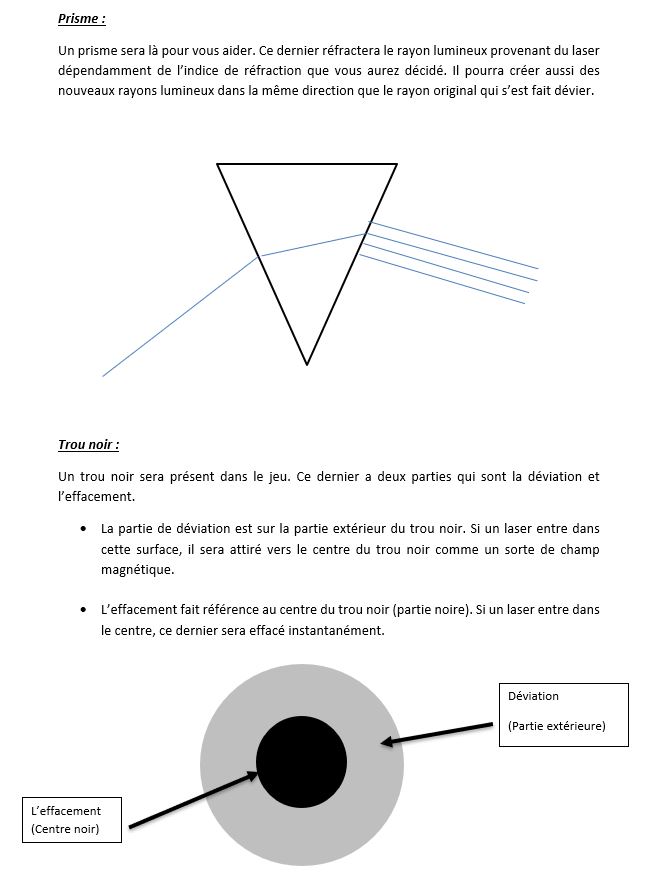 Prisme :
Un prisme sera là pour vous aider. Ce dernier réfractera le rayon lumineux provenant du laser
dépendamment de l'indice de réfraction que vous aurez décidé. Il pourra créer aussi des
nouveaux rayons lumineux dans la même direction que le rayon original qui s'est fait dévier.
Trou noir :
Un trou noir sera présent dans le jeu. Ce dernier a deux parties qui sont la déviation et
l'effacement.
• La partie de déviation est sur la partie extérieur du trou noir. Si un laser entre dans
cette surface, il sera attiré vers le centre du trou noir comme un sorte de champ
magnétique.
• L'effacement fait référence au centre du trou noir (partie noire). Si un laser entre dans
le centre, ce dernier sera effacé instantanément.
Déviation
(Partie extérieure)
L'effacement
(Centre noir)